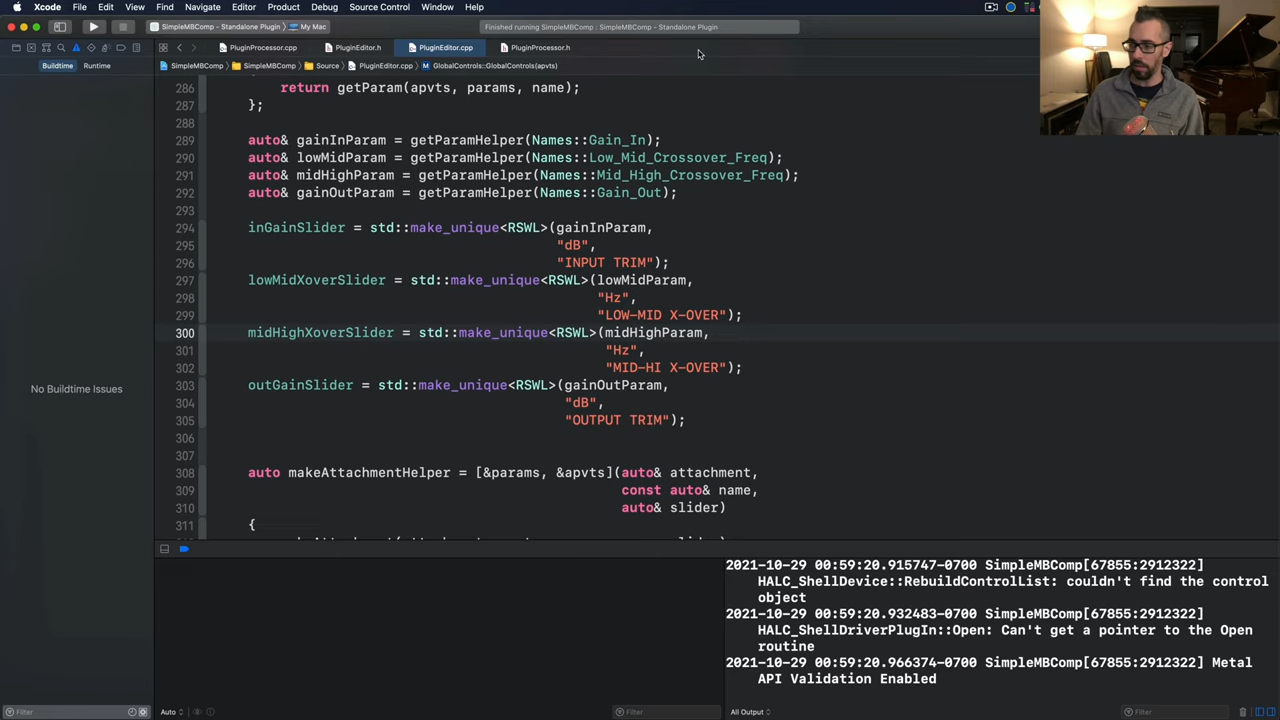 Xcode File Edit View Find Navigate Editor Product Debug Source Control Window Help
SimpleMBComp - Standalone Plugin My Mac
Finished running SimpleMBComp : SimpleMBComp - Standalone Plugin
PluginProcessor.cpp PluginEditor.h PluginEditor.cpp PluginProcessor.h
Buildtime Runtime
SimpleMBComp SimpleMBComp Source PluginEditor.cpp M GlobalControls::GlobalControls(apvts)
286 return getParam(apvts, params, name);
287 };
288
289 auto& gainInParam = getParamHelper(Names::Gain_In);
290 auto& lowMidParam = getParamHelper(Names::Low_Mid_Crossover_Freq);
291 auto& midHighParam = getParamHelper(Names::Mid_High_Crossover_Freq);
292 auto& gainOutParam = getParamHelper(Names::Gain_Out);
293
294 inGainSlider = std::make_unique<RSWL>(gainInParam,
295 "dB",
296 "INPUT TRIM");
297 lowMidXoverSlider = std::make_unique<RSWL>(lowMidParam,
298 "Hz",
299 "LOW-MID X-OVER");
300 midHighXoverSlider = std::make_unique<RSWL>(midHighParam,
301 "Hz",
302 "MID-HI X-OVER");
303 outGainSlider = std::make_unique<RSWL>(gainOutParam,
304 "dB",
305 "OUTPUT TRIM");
306
307
308 auto makeAttachmentHelper = [&params, &apvts](auto& attachment,
309 const auto& name,
310 auto& slider)
311 {
No Buildtime Issues
2021-10-29 00:59:20.915747-0700 SimpleMBComp[67855:2912322]
HALC_ShellDevice::RebuildControlList: couldn't find the control
object
2021-10-29 00:59:20.932483-0700 SimpleMBComp[67855:2912322]
HALC_ShellDriverPlugIn::Open: Can't get a pointer to the Open
routine
2021-10-29 00:59:20.966374-0700 SimpleMBComp[67855:2912322] Metal
API Validation Enabled
Filter Auto Filter All Output Filter